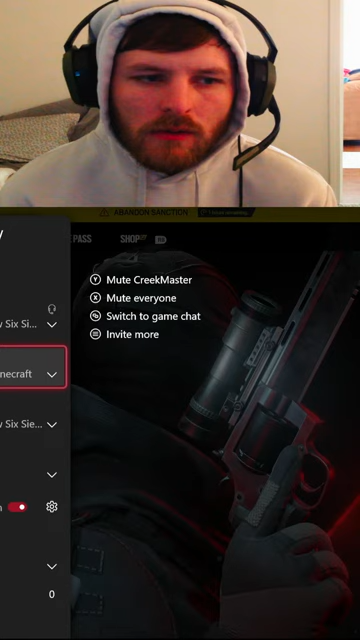 ABANDON SANCTION
PASS
SHOP
Mute CreekMaster
Mute everyone
Switch to game chat
Invite more
Six Si...
necraft
Six Sie...
0